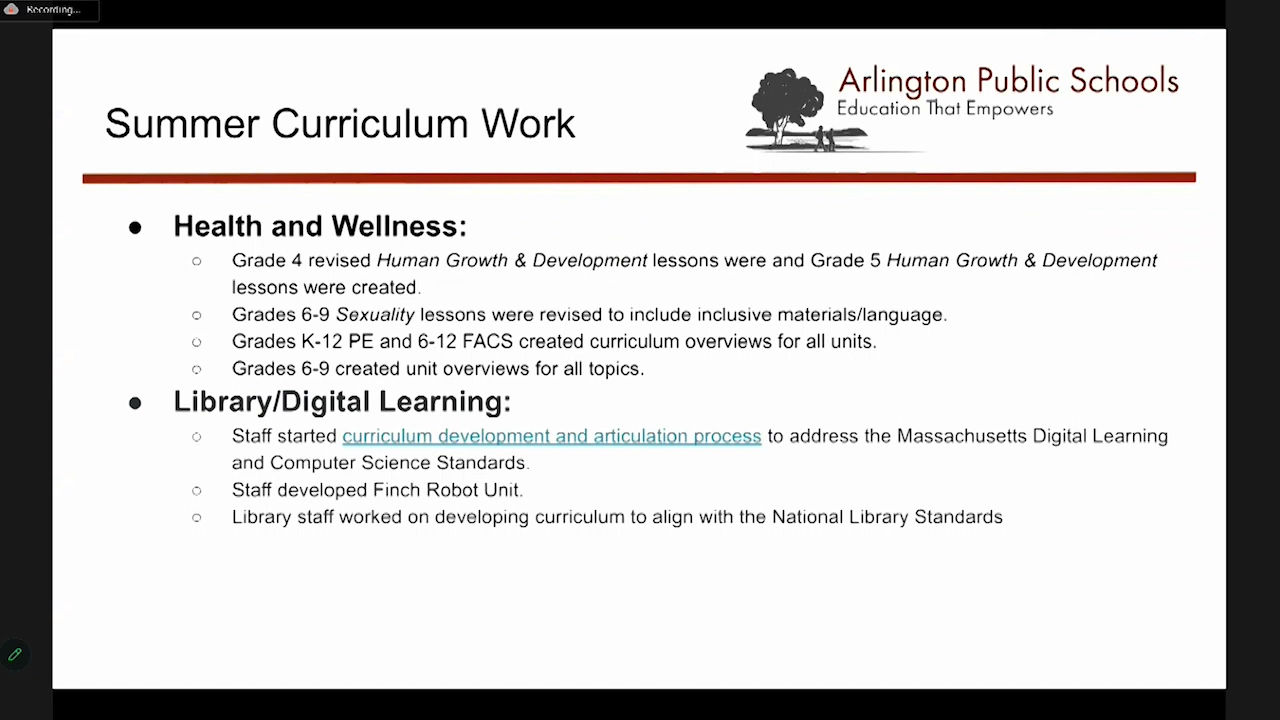 Recording...
Arlington Public Schools
Education That Empowers
Summer Curriculum Work
● Health and Wellness:
○ Grade 4 revised Human Growth & Development lessons were and Grade 5 Human Growth & Development
lessons were created.
○ Grades 6-9 Sexuality lessons were revised to include inclusive materials/language.
○ Grades K-12 PE and 6-12 FACS created curriculum overviews for all units.
○ Grades 6-9 created unit overviews for all topics.
● Library/Digital Learning:
○ Staff started curriculum development and articulation process to address the Massachusetts Digital Learning
and Computer Science Standards.
○ Staff developed Finch Robot Unit.
○ Library staff worked on developing curriculum to align with the National Library Standards